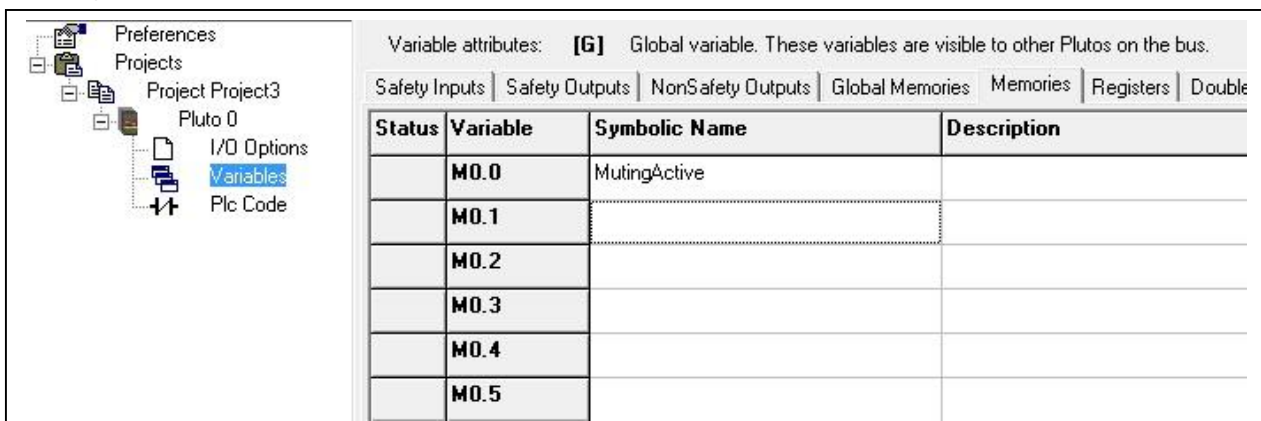 Preferences
Projects
Project Project3
Pluto 0
I/O Options
Variables
Plc Code
Variable attributes: [G] Global variable. These variables are visible to other Plutos on the bus.
Safety Inputs Safety Outputs NonSafety Outputs Global Memories Memories Registers Double
Status Variable Symbolic Name Description
M0.0 MutingActive
M0.1
M0.2
M0.3
M0.4
M0.5